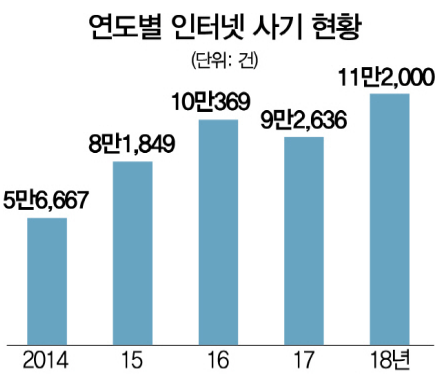 연도별 인터넷 사기 현황
(단위: 건)
11만2,000
10만369
9만2,636
8만1,849
5만6,667
2014 15 16 17 18년